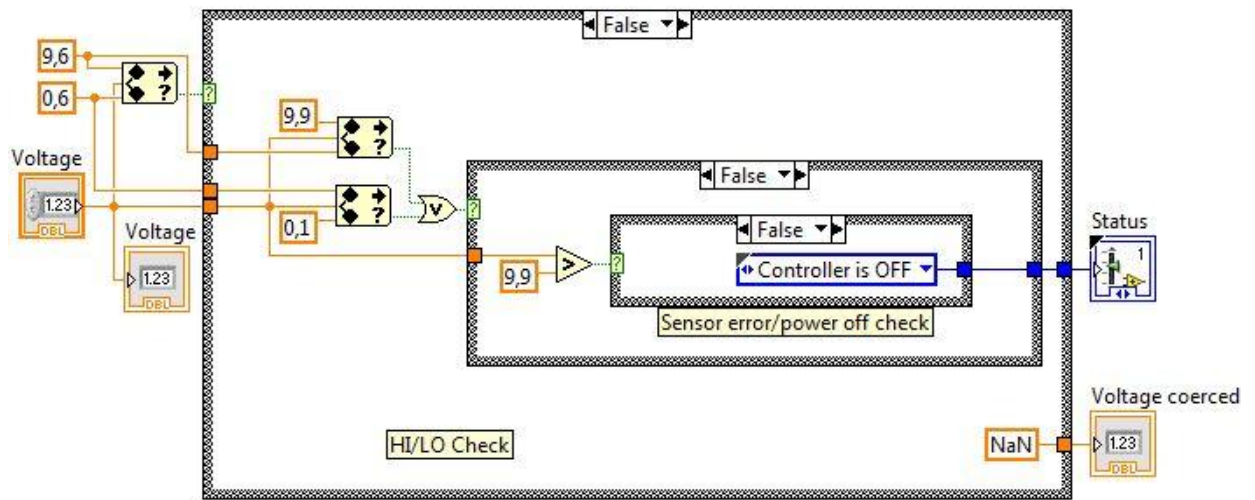 False
9,6
0,6
?
?
9,9
?
Voltage
1.23
DBL
Voltage
1.23
DBL
?
0,1
v
?
False
False
Controller is OFF
>
?
9,9
Sensor error/power off check
Status
1
HI/LO Check
NaN
Voltage coerced
1.23
DBL